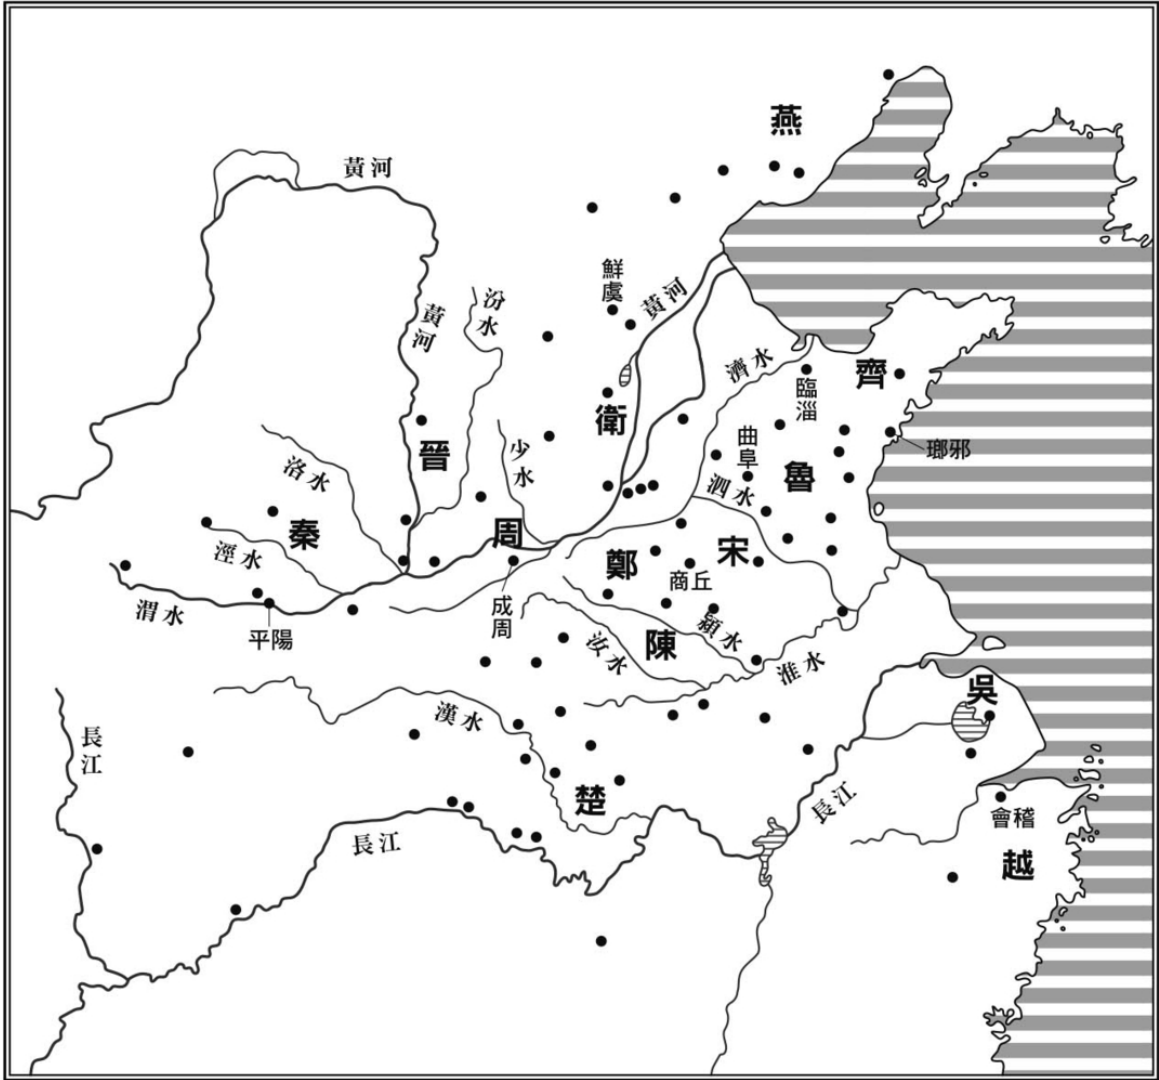 燕
黃河
鮮虞
黃河
汾水
黃河
濟水
齊
臨淄
衛
曲阜
瑯邪
晉
少水
魯
洛水
泗水
秦
周
宋
涇水
鄭
商丘
渭水
成周
平陽
潁水
陳
汝水
淮水
吳
漢水
長江
楚
長江
會稽
長江
越